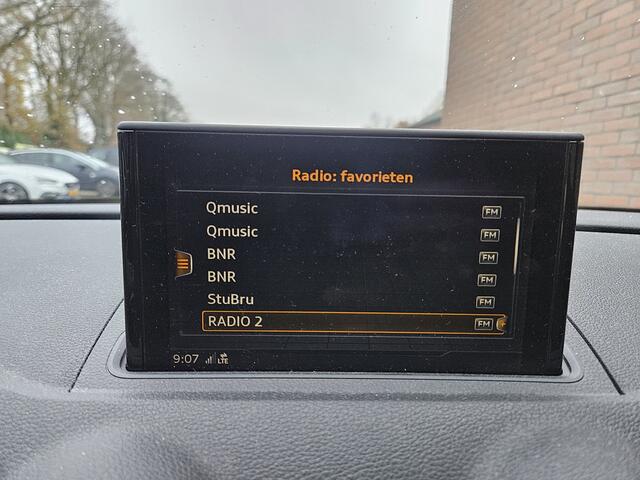 Radio: favorieten
Qmusic FM
Qmusic FM
BNR FM
BNR FM
StuBru FM
RADIO 2 FM
9:07 LTE